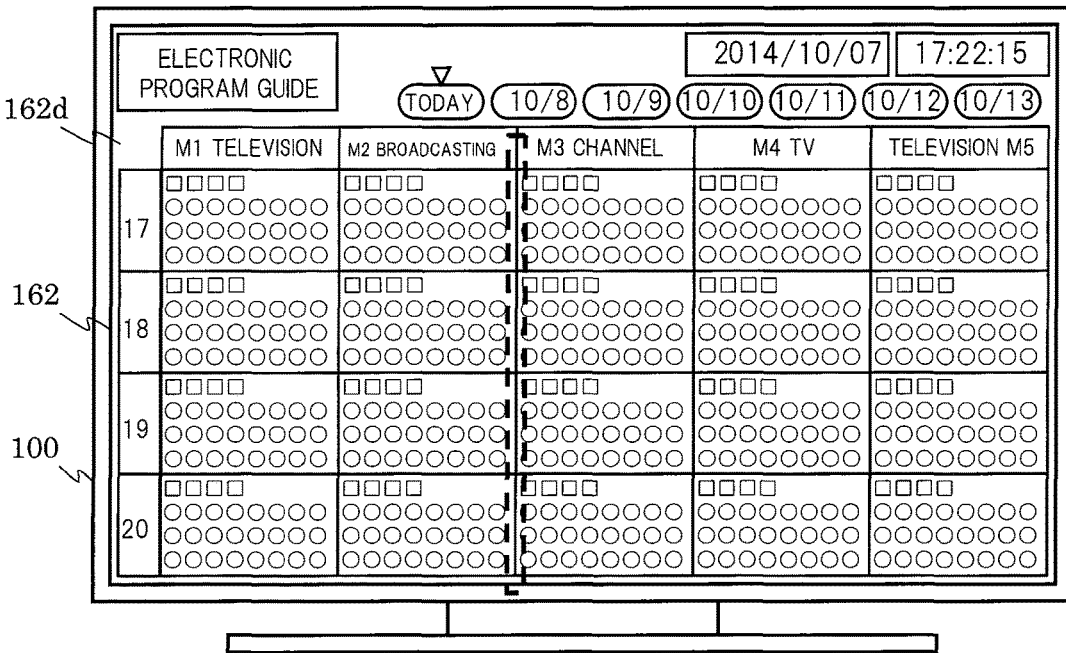 ELECTRONIC
PROGRAM GUIDE
2014/10/07 17:22:15
TODAY 10/8 10/9 10/10 10/11 10/12 10/13
162d
M1 TELEVISION M2 BROADCASTING M3 CHANNEL M4 TV TELEVISION M5
17
□□□□ □□□□ □□□□ □□□□ □□□□
○○○○○○○○ ○○○○○○○○ ○○○○○○○○ ○○○○○○○○ ○○○○○○○○
○○○○○○○○ ○○○○○○○○ ○○○○○○○○ ○○○○○○○○ ○○○○○○○○
○○○○○○○○ ○○○○○○○○ ○○○○○○○○ ○○○○○○○○ ○○○○○○○○
162
18
□□□□ □□□□ □□□□ □□□□ □□□□
○○○○○○○○ ○○○○○○○○ ○○○○○○○○ ○○○○○○○○ ○○○○○○○○
○○○○○○○○ ○○○○○○○○ ○○○○○○○○ ○○○○○○○○ ○○○○○○○○
○○○○○○○○ ○○○○○○○○ ○○○○○○○○ ○○○○○○○○ ○○○○○○○○
19
□□□□ □□□□ □□□□ □□□□ □□□□
○○○○○○○○ ○○○○○○○○ ○○○○○○○○ ○○○○○○○○ ○○○○○○○○
○○○○○○○○ ○○○○○○○○ ○○○○○○○○ ○○○○○○○○ ○○○○○○○○
○○○○○○○○ ○○○○○○○○ ○○○○○○○○ ○○○○○○○○ ○○○○○○○○
100
20
□□□□ □□□□ □□□□ □□□□ □□□□
○○○○○○○○ ○○○○○○○○ ○○○○○○○○ ○○○○○○○○ ○○○○○○○○
○○○○○○○○ ○○○○○○○○ ○○○○○○○○ ○○○○○○○○ ○○○○○○○○
○○○○○○○○ ○○○○○○○○ ○○○○○○○○ ○○○○○○○○ ○○○○○○○○